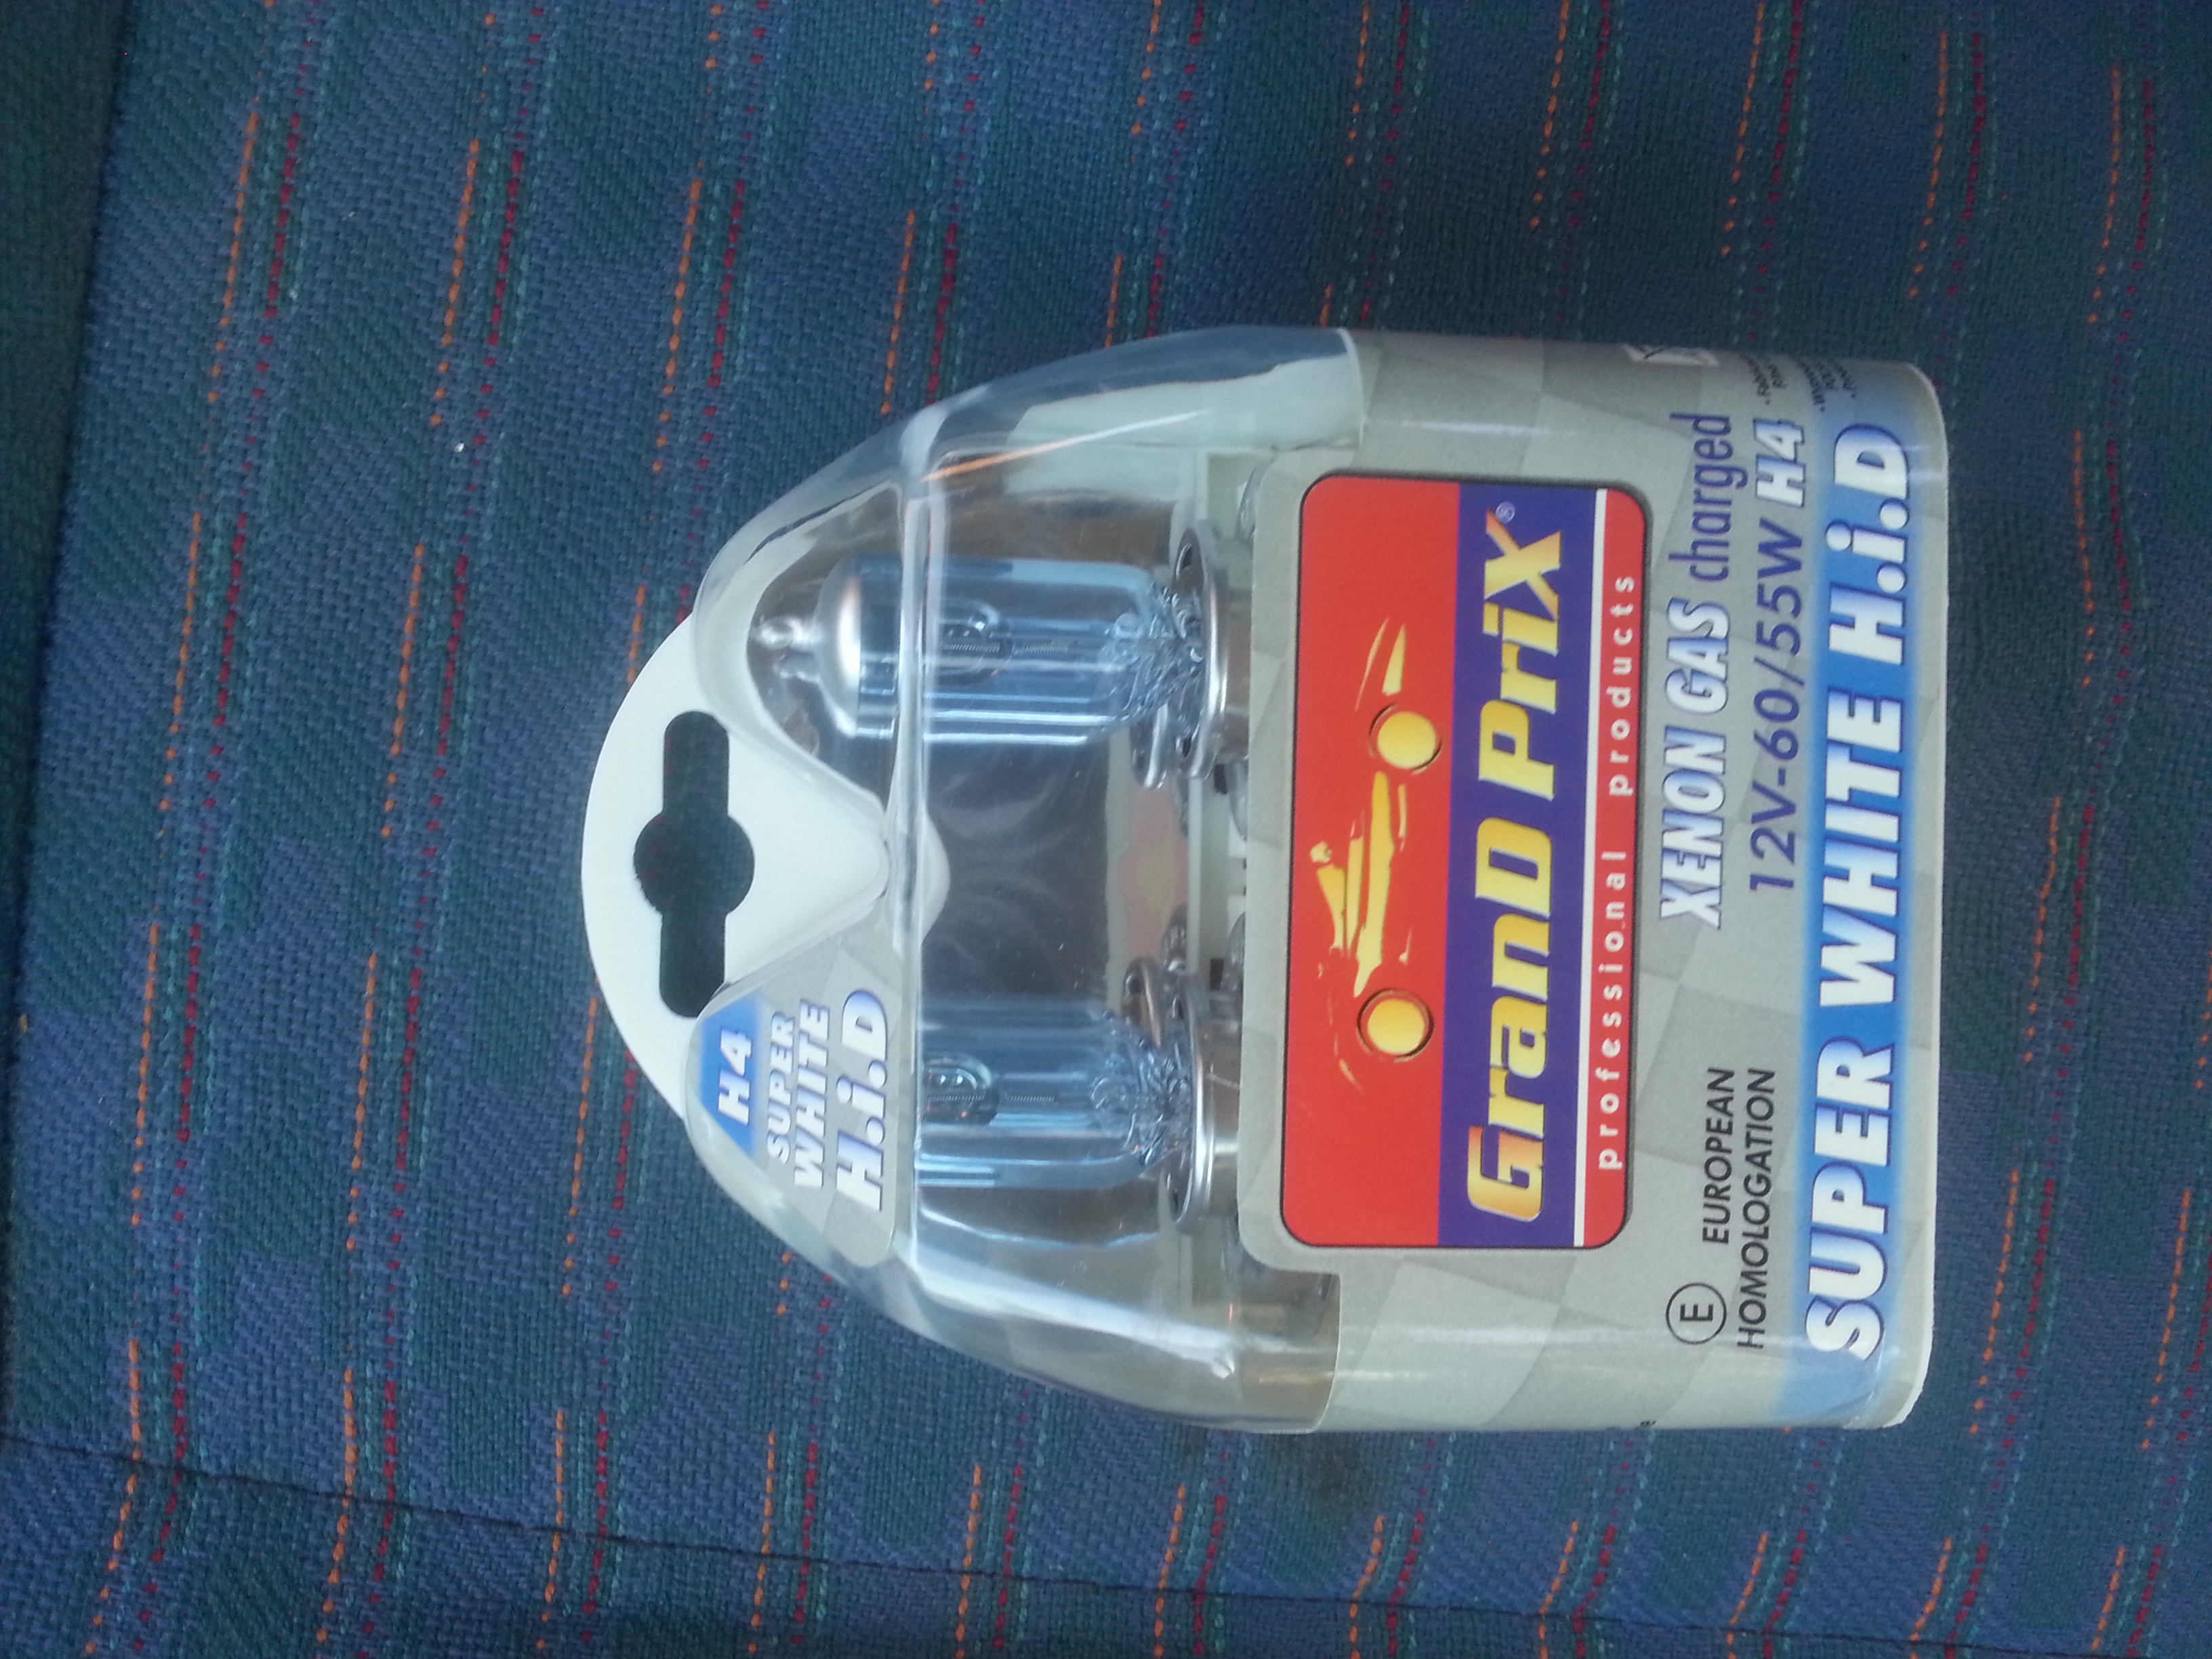 H4
SUPER
WHITE
H.i.D
GranD PriX®
professional products
XENON GAS charged
12V-60/55W H4
E EUROPEAN
HOMOLOGATION
SUPER WHITE H.i.D